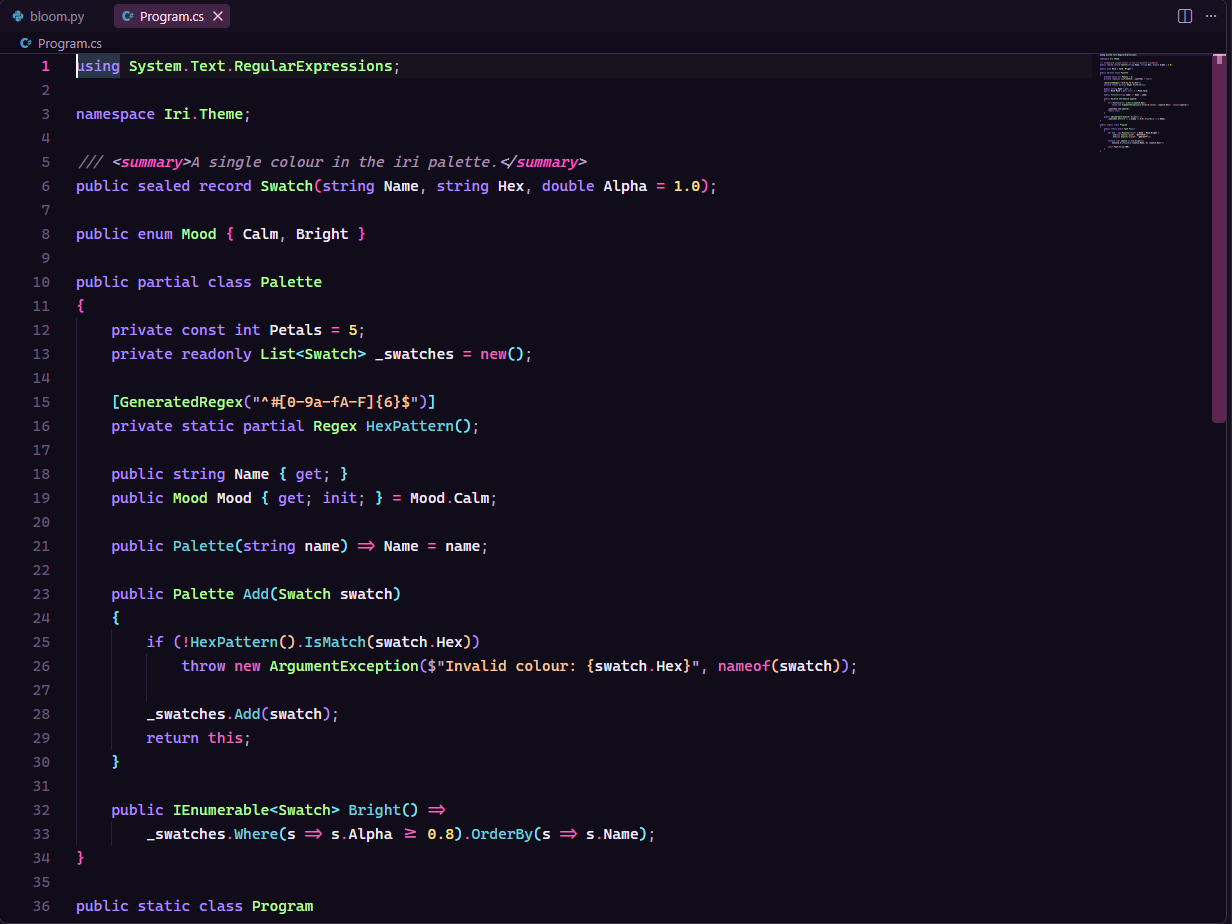 bloom.py
Program.cs
Program.cs
1 using System.Text.RegularExpressions;
2
3 namespace Iri.Theme;
4
5 /// <summary>A single colour in the iri palette.</summary>
6 public sealed record Swatch(string Name, string Hex, double Alpha = 1.0);
7
8 public enum Mood { Calm, Bright }
9
10 public partial class Palette
11 {
12     private const int Petals = 5;
13     private readonly List<Swatch> _swatches = new();
14
15     [GeneratedRegex("^#[0-9a-fA-F]{6}$")]
16     private static partial Regex HexPattern();
17
18     public string Name { get; }
19     public Mood Mood { get; init; } = Mood.Calm;
20
21     public Palette(string name) => Name = name;
22
23     public Palette Add(Swatch swatch)
24     {
25         if (!HexPattern().IsMatch(swatch.Hex))
26             throw new ArgumentException($"Invalid colour: {swatch.Hex}", nameof(swatch));
27
28         _swatches.Add(swatch);
29         return this;
30     }
31
32     public IEnumerable<Swatch> Bright() =>
33         _swatches.Where(s => s.Alpha >= 0.8).OrderBy(s => s.Name);
34 }
35
36 public static class Program